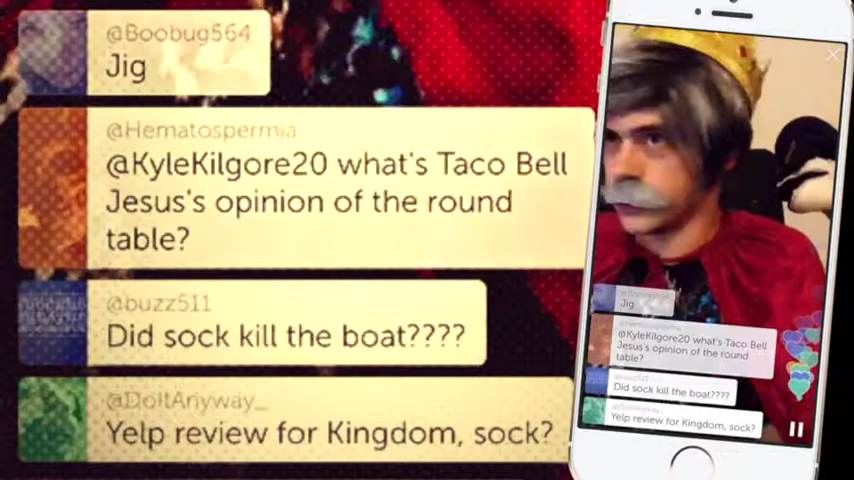 @Boobug564
Jig
@Hematospermia
@KyleKilgore20 what's Taco Bell
Jesus's opinion of the round
table?
@buzz511
Did sock kill the boat????
@DoItAnyway_
Yelp review for Kingdom, sock?
Jig
@KyleKilgore20 what's Taco Bell
Jesus's opinion of the round
table?
Did sock kill the boat????
Yelp review for Kingdom, sock?